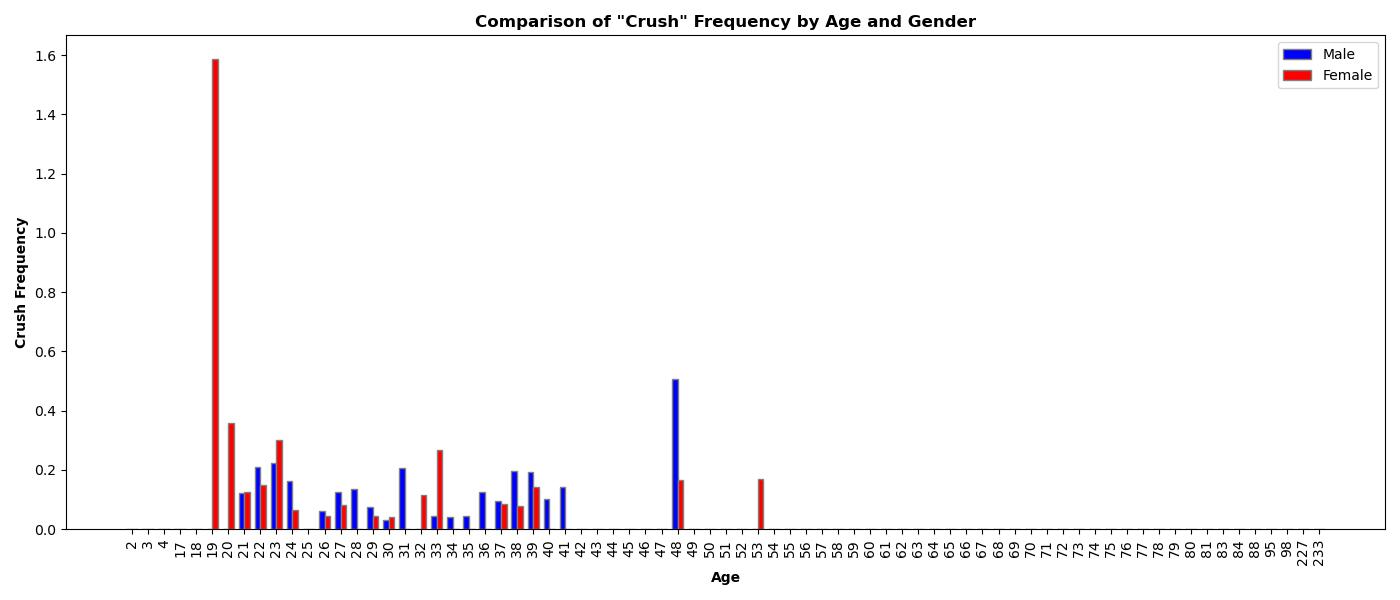 Comparison of "Crush" Frequency by Age and Gender
Male
Female
Crush Frequency
1.6
1.4
1.2
1.0
0.8
0.6
0.4
0.2
0.0
2 3 4 17 18 19 20 21 22 23 24 25 26 27 28 29 30 31 32 33 34 35 36 37 38 39 40 41 42 43 44 45 46 47 48 49 50 51 52 53 54 55 56 57 58 59 60 61 62 63 64 65 66 67 68 69 70 71 72 73 74 75 76 77 78 79 80 81 83 84 88 95 98 227 233
Age